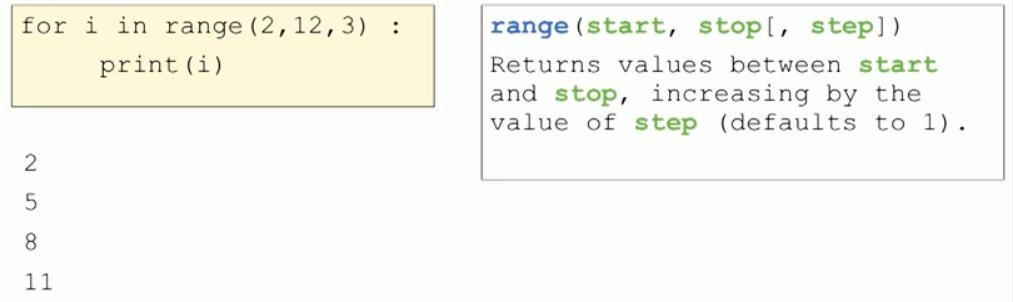 for i in range(2,12,3) :
print(i)
2
5
8
11
range(start, stop[, step])
Returns values between start
and stop, increasing by the
value of step (defaults to 1).